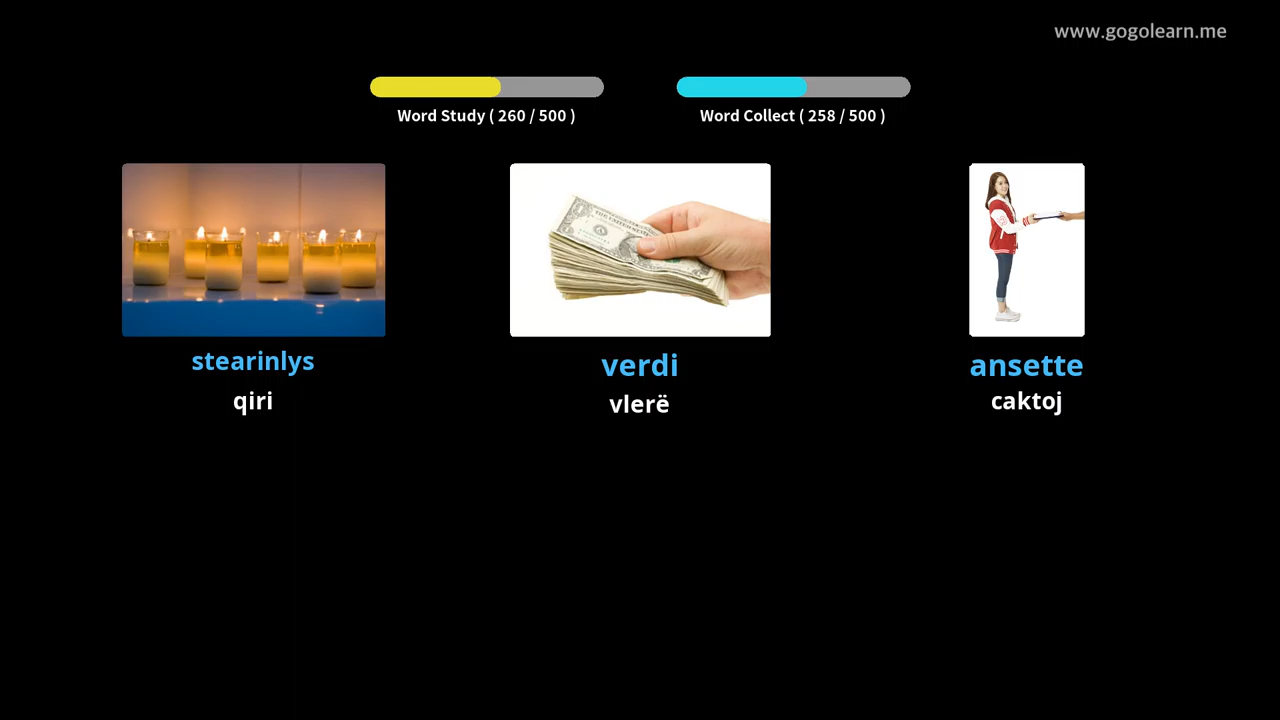 www.gogolearn.me
Word Study ( 260 / 500 )
Word Collect ( 258 / 500 )
stearinlys
qiri
verdi
vlerë
ansette
caktoj